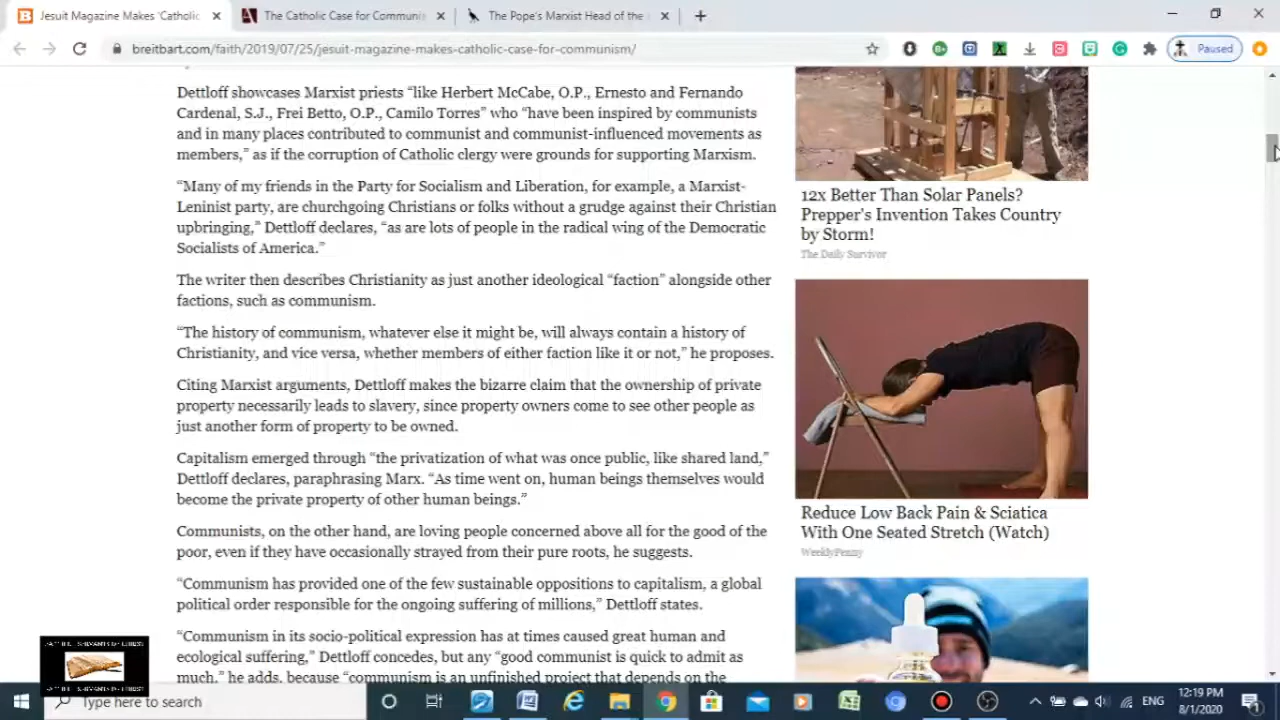 Jesuit Magazine Makes 'Catholic
The Catholic Case for Communi
The Pope's Marxist Head of the
breitbart.com/faith/2019/07/25/jesuit-magazine-makes-catholic-case-for-communism/
Paused
Dettloff showcases Marxist priests “like Herbert McCabe, O.P., Ernesto and Fernando
Cardenal, S.J., Frei Betto, O.P., Camilo Torres” who “have been inspired by communists
and in many places contributed to communist and communist-influenced movements as
members,” as if the corruption of Catholic clergy were grounds for supporting Marxism.
“Many of my friends in the Party for Socialism and Liberation, for example, a Marxist-
Leninist party, are churchgoing Christians or folks without a grudge against their Christian
upbringing,” Dettloff declares, “as are lots of people in the radical wing of the Democratic
Socialists of America.”
The writer then describes Christianity as just another ideological “faction” alongside other
factions, such as communism.
“The history of communism, whatever else it might be, will always contain a history of
Christianity, and vice versa, whether members of either faction like it or not,” he proposes.
Citing Marxist arguments, Dettloff makes the bizarre claim that the ownership of private
property necessarily leads to slavery, since property owners come to see other people as
just another form of property to be owned.
Capitalism emerged through “the privatization of what was once public, like shared land,”
Dettloff declares, paraphrasing Marx. “As time went on, human beings themselves would
become the private property of other human beings.”
Communists, on the other hand, are loving people concerned above all for the good of the
poor, even if they have occasionally strayed from their pure roots, he suggests.
“Communism has provided one of the few sustainable oppositions to capitalism, a global
political order responsible for the ongoing suffering of millions,” Dettloff states.
“Communism in its socio-political expression has at times caused great human and
ecological suffering,” Dettloff concedes, but any “good communist is quick to admit as
much,” he adds, because “communism is an unfinished project that depends on the
12x Better Than Solar Panels?
Prepper's Invention Takes Country
by Storm!
The Daily Survivor
Reduce Low Back Pain & Sciatica
With One Seated Stretch (Watch)
WeeklyPenny
Type here to search
ENG
12:19 PM
8/1/2020